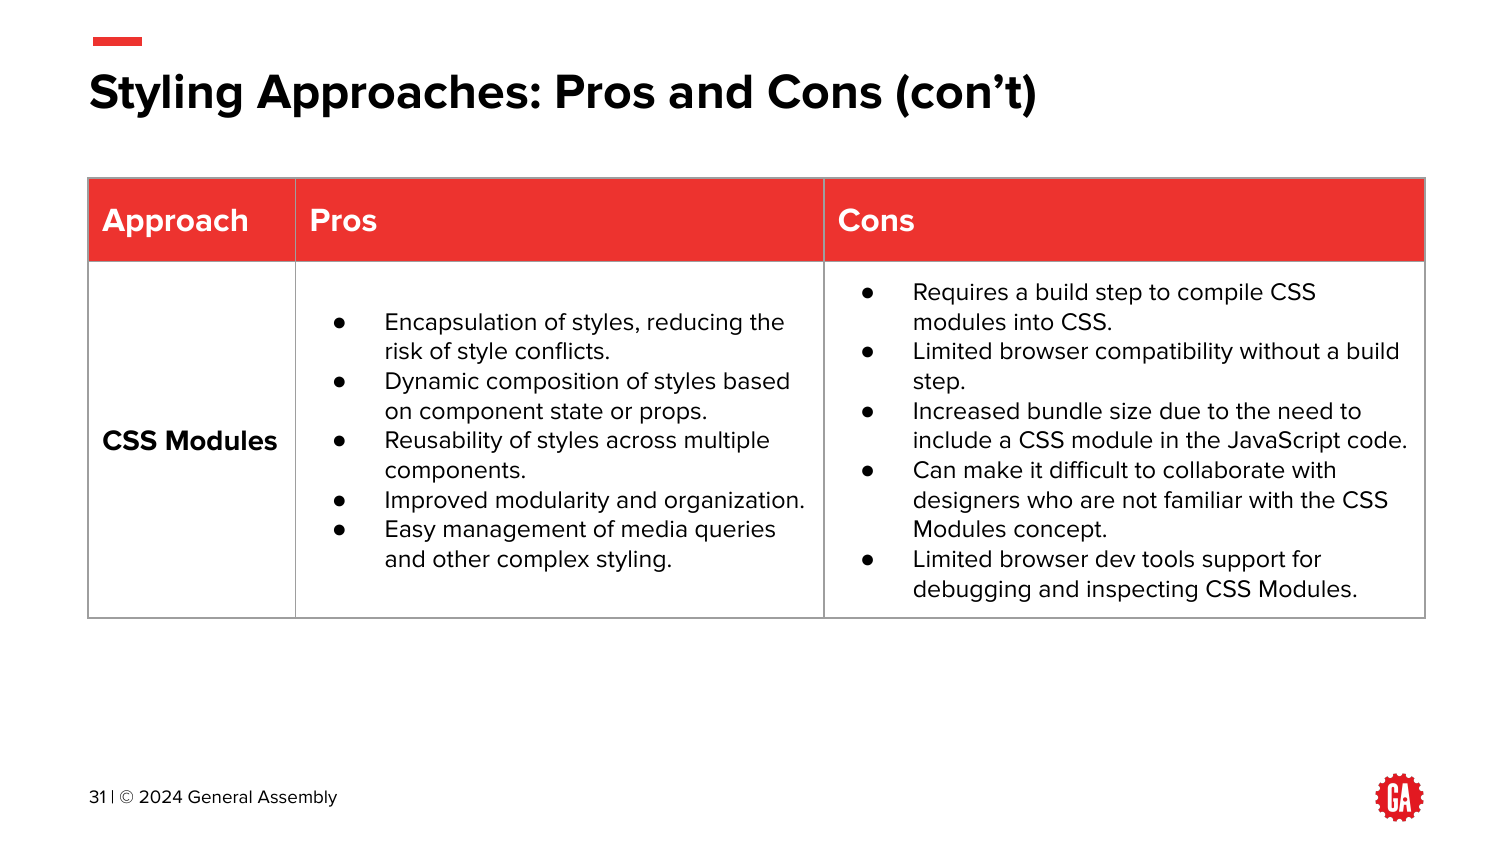 Styling Approaches: Pros and Cons (con’t)
Approach
Pros
Cons
CSS Modules
● Encapsulation of styles, reducing the
risk of style conflicts.
● Dynamic composition of styles based
on component state or props.
● Reusability of styles across multiple
components.
● Improved modularity and organization.
● Easy management of media queries
and other complex styling.
● Requires a build step to compile CSS
modules into CSS.
● Limited browser compatibility without a build
step.
● Increased bundle size due to the need to
include a CSS module in the JavaScript code.
● Can make it difficult to collaborate with
designers who are not familiar with the CSS
Modules concept.
● Limited browser dev tools support for
debugging and inspecting CSS Modules.
31 | © 2024 General Assembly
GA